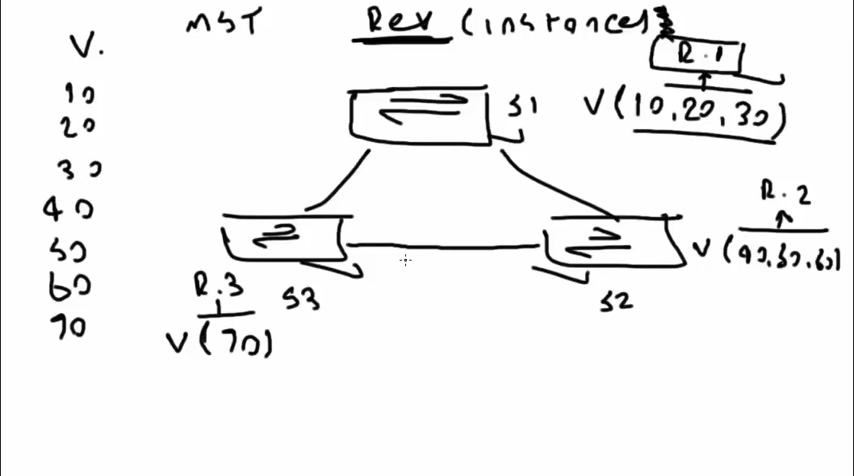 V.
10
20
30
40
50
60
70
MST Rev (instances)
R.1
V(10,20,30)
S1
R.2
V(40,50,60)
S2
S3
R.3
V(70)